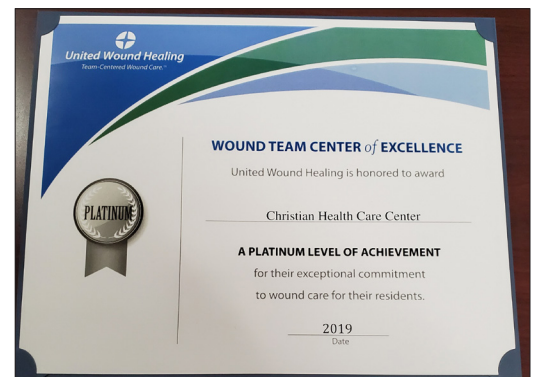 United Wound Healing
Team-Centered Wound Care.™
WOUND TEAM CENTER of EXCELLENCE
United Wound Healing is honored to award
PLATINUM
Christian Health Care Center
A PLATINUM LEVEL OF ACHIEVEMENT
for their exceptional commitment
to wound care for their residents.
2019
Date